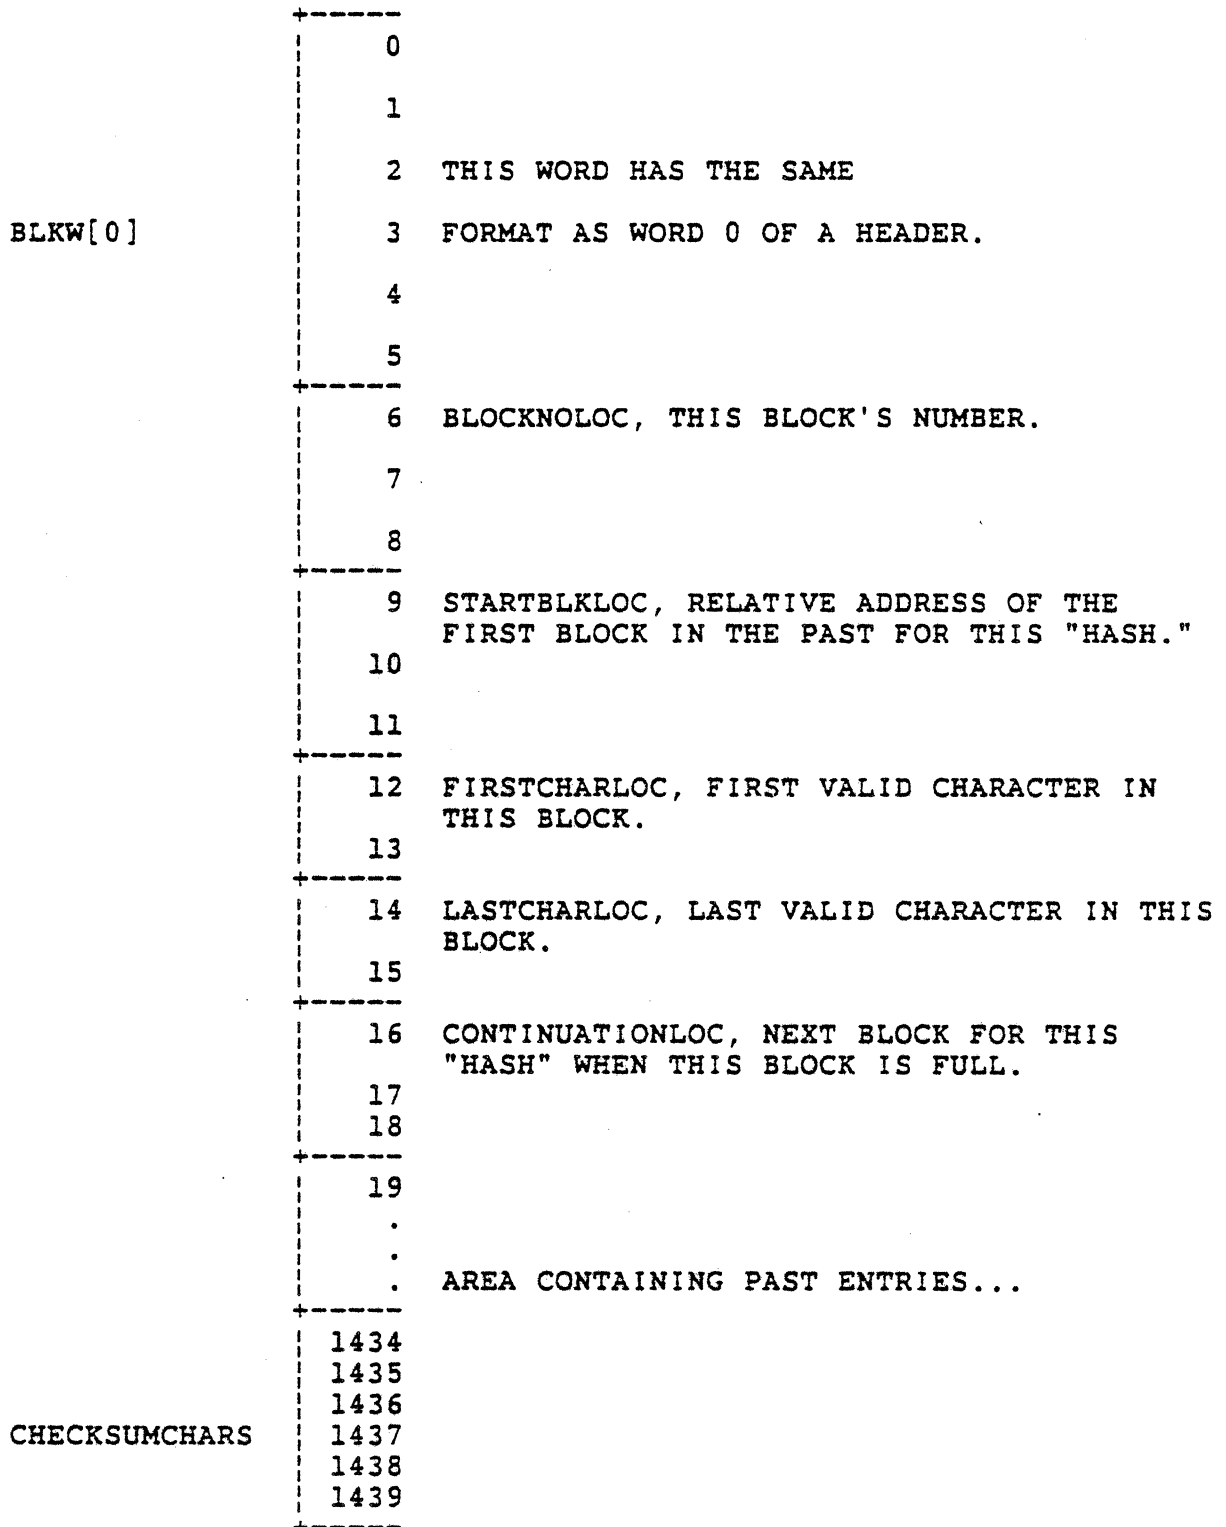 0
1
2 THIS WORD HAS THE SAME
BLKW[0] 3 FORMAT AS WORD 0 OF A HEADER.
4
5
6 BLOCKNOLOC, THIS BLOCK'S NUMBER.
7
8
9 STARTBLKLOC, RELATIVE ADDRESS OF THE
FIRST BLOCK IN THE PAST FOR THIS "HASH."
10
11
12 FIRSTCHARLOC, FIRST VALID CHARACTER IN
THIS BLOCK.
13
14 LASTCHARLOC, LAST VALID CHARACTER IN THIS
BLOCK.
15
16 CONTINUATIONLOC, NEXT BLOCK FOR THIS
"HASH" WHEN THIS BLOCK IS FULL.
17
18
19
.
.
. AREA CONTAINING PAST ENTRIES...
1434
1435
1436
CHECKSUMCHARS 1437
1438
1439